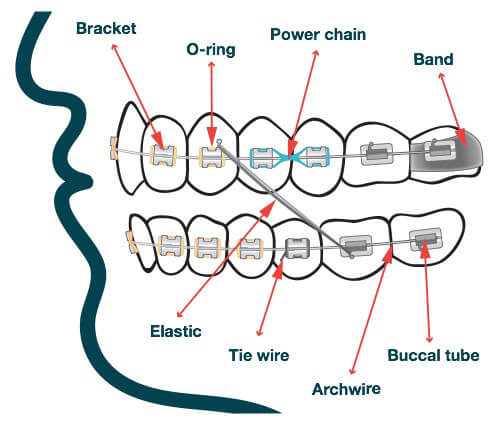 Bracket
O-ring
Power chain
Band
Elastic
Tie wire
Archwire
Buccal tube